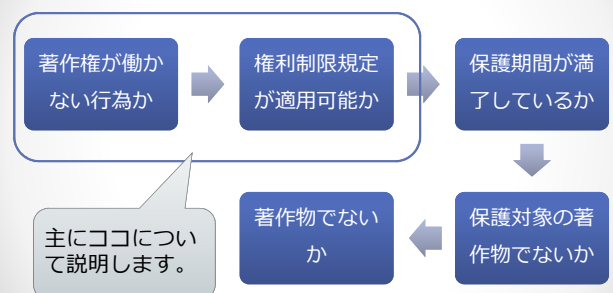 著作権が働か
ない行為か
権利制限規定
が適用可能か
保護期間が満
了しているか
保護対象の著
作物でないか
著作物でない
か
主にココについ
て説明します。